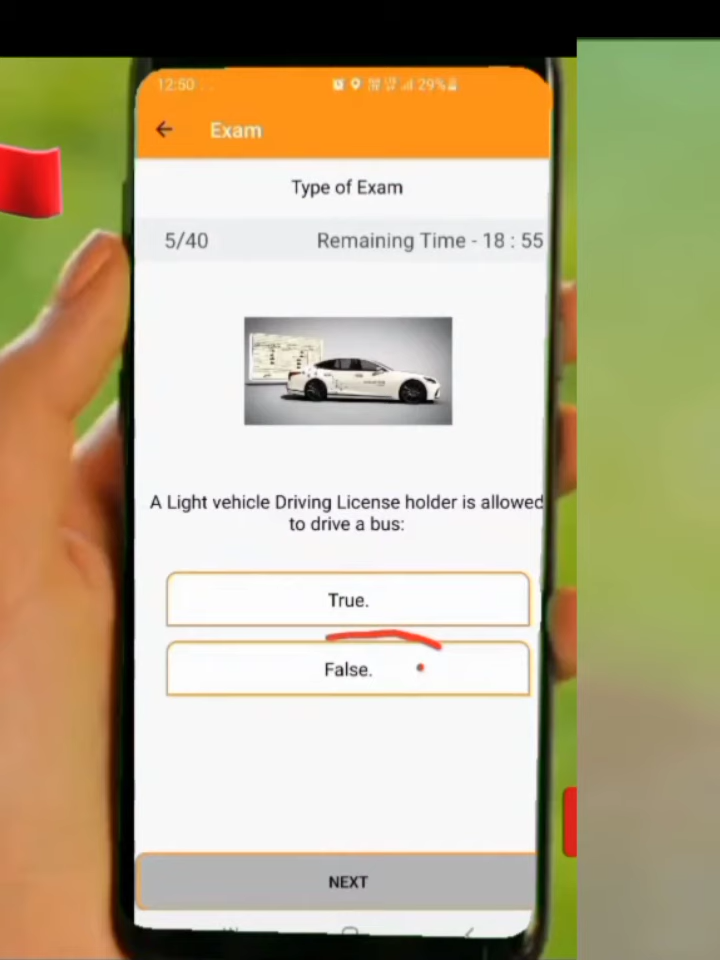 12:50
29%
Exam
Type of Exam
5/40
Remaining Time - 18 : 55
A Light vehicle Driving License holder is allowed
to drive a bus:
True.
False.
NEXT